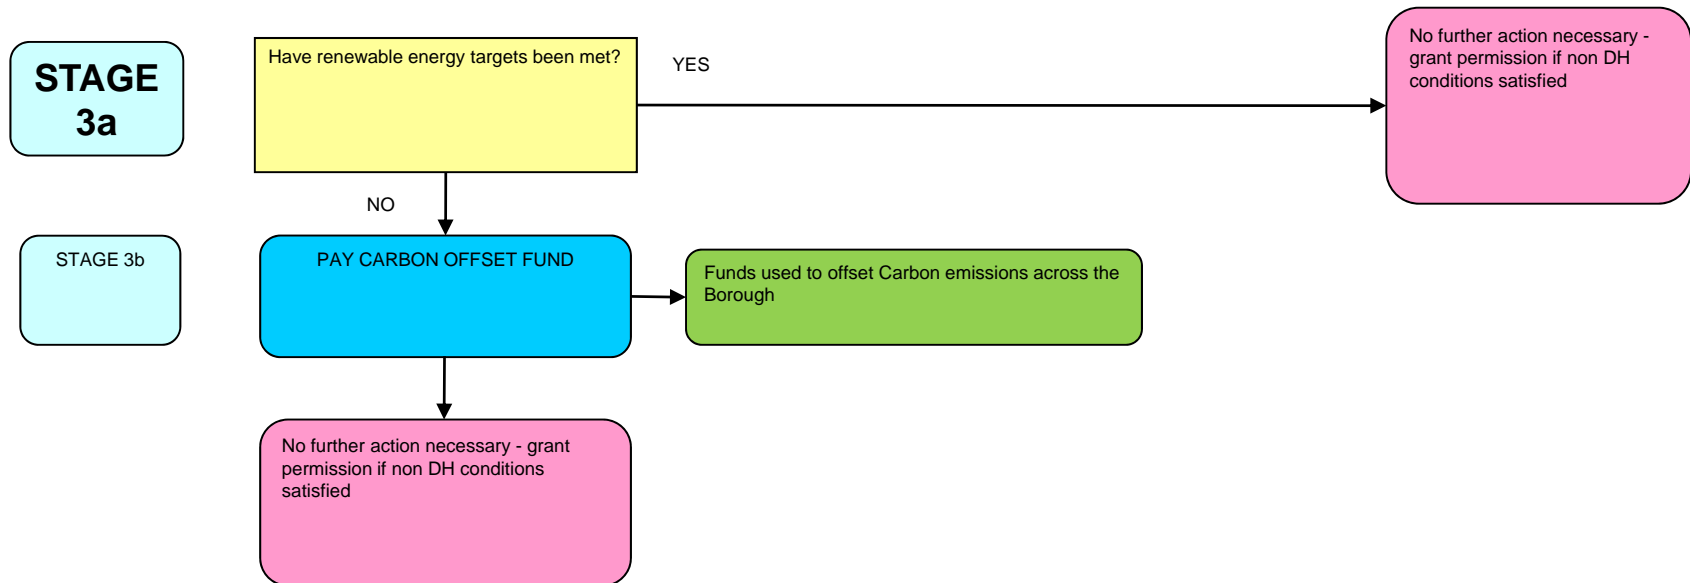 STAGE
3a
Have renewable energy targets been met?
YES
No further action necessary -
grant permission if non DH
conditions satisfied
NO
STAGE 3b
PAY CARBON OFFSET FUND
Funds used to offset Carbon emissions across the
Borough
No further action necessary - grant
permission if non DH conditions
satisfied